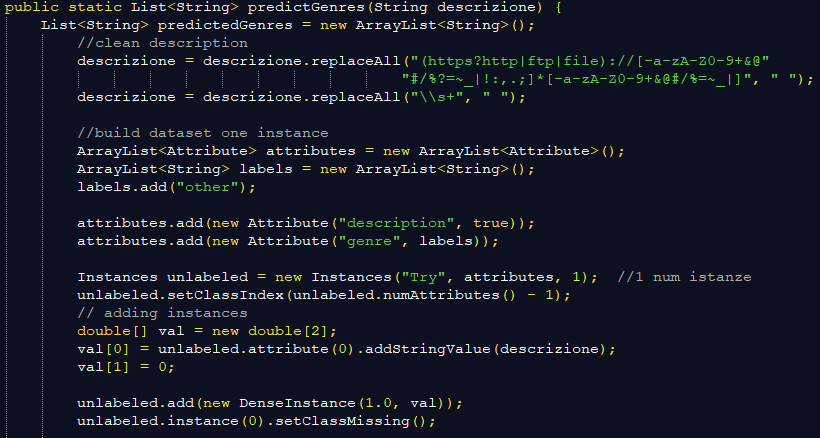 public static List<String> predictGenres(String descrizione) {
List<String> predictedGenres = new ArrayList<String>();
//clean description
descrizione = descrizione.replaceAll("(https?http|ftp|file)://[-a-zA-Z0-9+&@"
"#/%?=~_|!:,.;]*[-a-zA-Z0-9+&@#/%=~_|]", " ");
descrizione = descrizione.replaceAll("\\s+", " ");
//build dataset one instance
ArrayList<Attribute> attributes = new ArrayList<Attribute>();
ArrayList<String> labels = new ArrayList<String>();
labels.add("other");
attributes.add(new Attribute("description", true));
attributes.add(new Attribute("genre", labels));
Instances unlabeled = new Instances("Try", attributes, 1);  //1 num istanze
unlabeled.setClassIndex(unlabeled.numAttributes() - 1);
// adding instances
double[] val = new double[2];
val[0] = unlabeled.attribute(0).addStringValue(descrizione);
val[1] = 0;
unlabeled.add(new DenseInstance(1.0, val));
unlabeled.instance(0).setClassMissing();